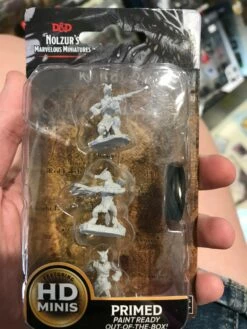 D&D
NOLZUR'S
MARVELOUS MINIATURES
HD
MINIS
PRIMED
PAINT READY
OUT-OF-THE-BOX!